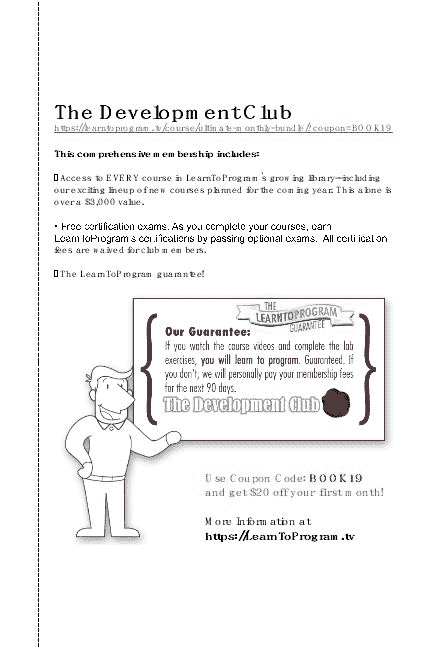 The Development Club
https://learntoprogram.tv/course/ultimate-monthly-bundle/?coupon=BOOK19
This comprehensive membership includes:
Access to EVERY course in LearnToProgram's growing library—including
our exciting lineup of new courses planned for the coming year. This alone is
over a $3,000 value.
• Free certification exams. As you complete your courses, earn
LearnToProgram's certifications by passing optional exams. All certification
fees are waived for club members.
The LearnToProgram guarantee!
THE
LEARNTOPROGRAM
GUARANTEE
Our Guarantee:
If you watch the course videos and complete the lab
exercises, you will learn to program. Guaranteed. If
you don't, we will personally pay your membership fees
for the next 90 days.
The Development Club
Use Coupon Code: BOOK19
and get $20 off your first month!
More Information at
https://LearnToProgram.tv